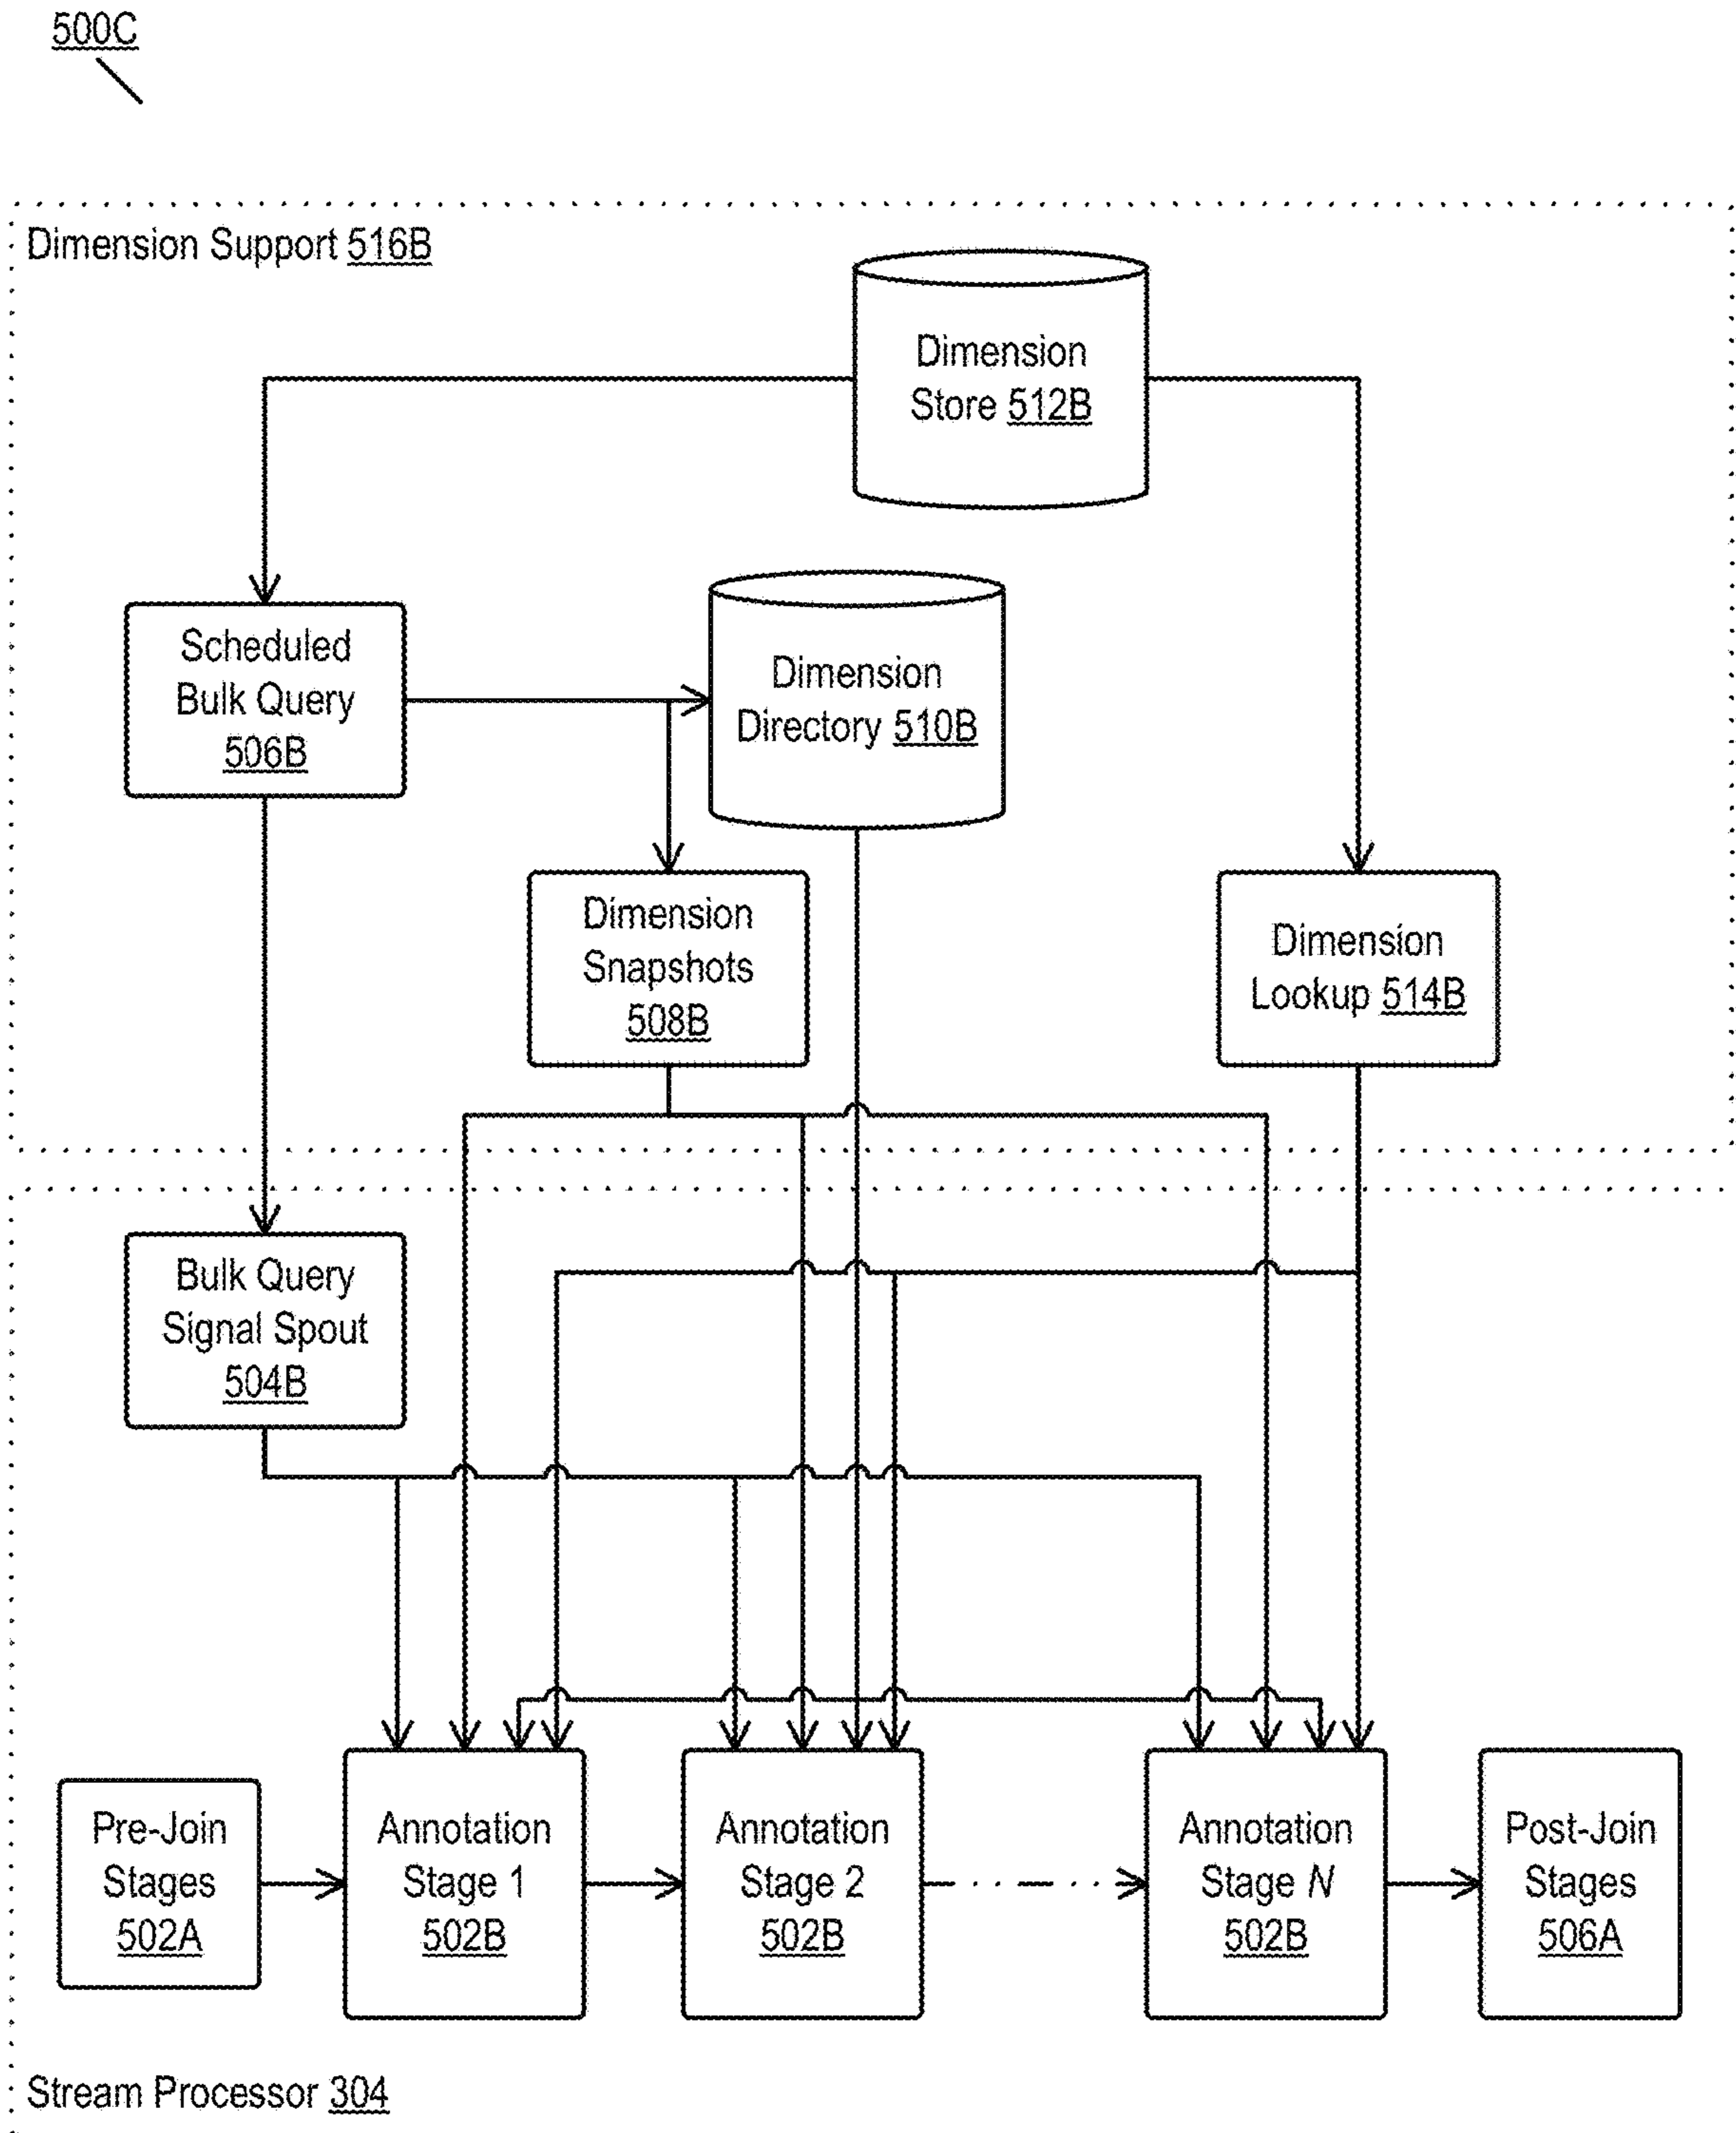 500C
Dimension Support 516B
Dimension
Store 512B
Scheduled
Bulk Query
506B
Dimension
Directory 510B
Dimension
Snapshots
508B
Dimension
Lookup 514B
Bulk Query
Signal Spout
504B
Pre-Join
Stages
502A
Annotation
Stage 1
502B
Annotation
Stage 2
502B
Annotation
Stage N
502B
Post-Join
Stages
506A
Stream Processor 304